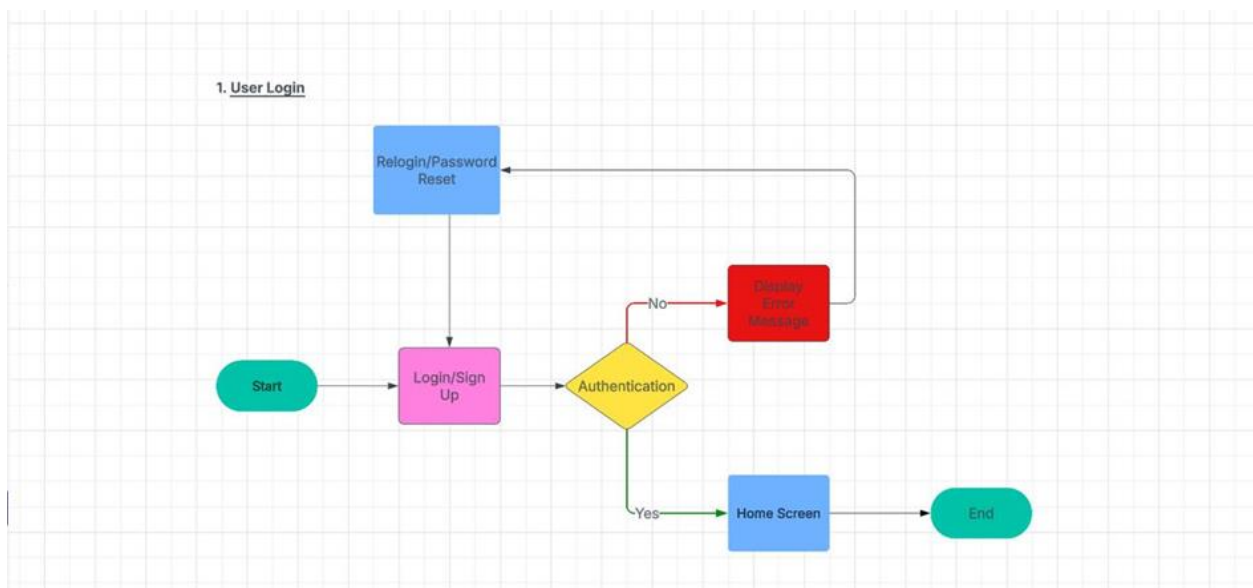 1. User Login
Relogin/Password
Reset
No
Display
Error
Message
Start
Login/Sign
Up
Authentication
Yes
Home Screen
End